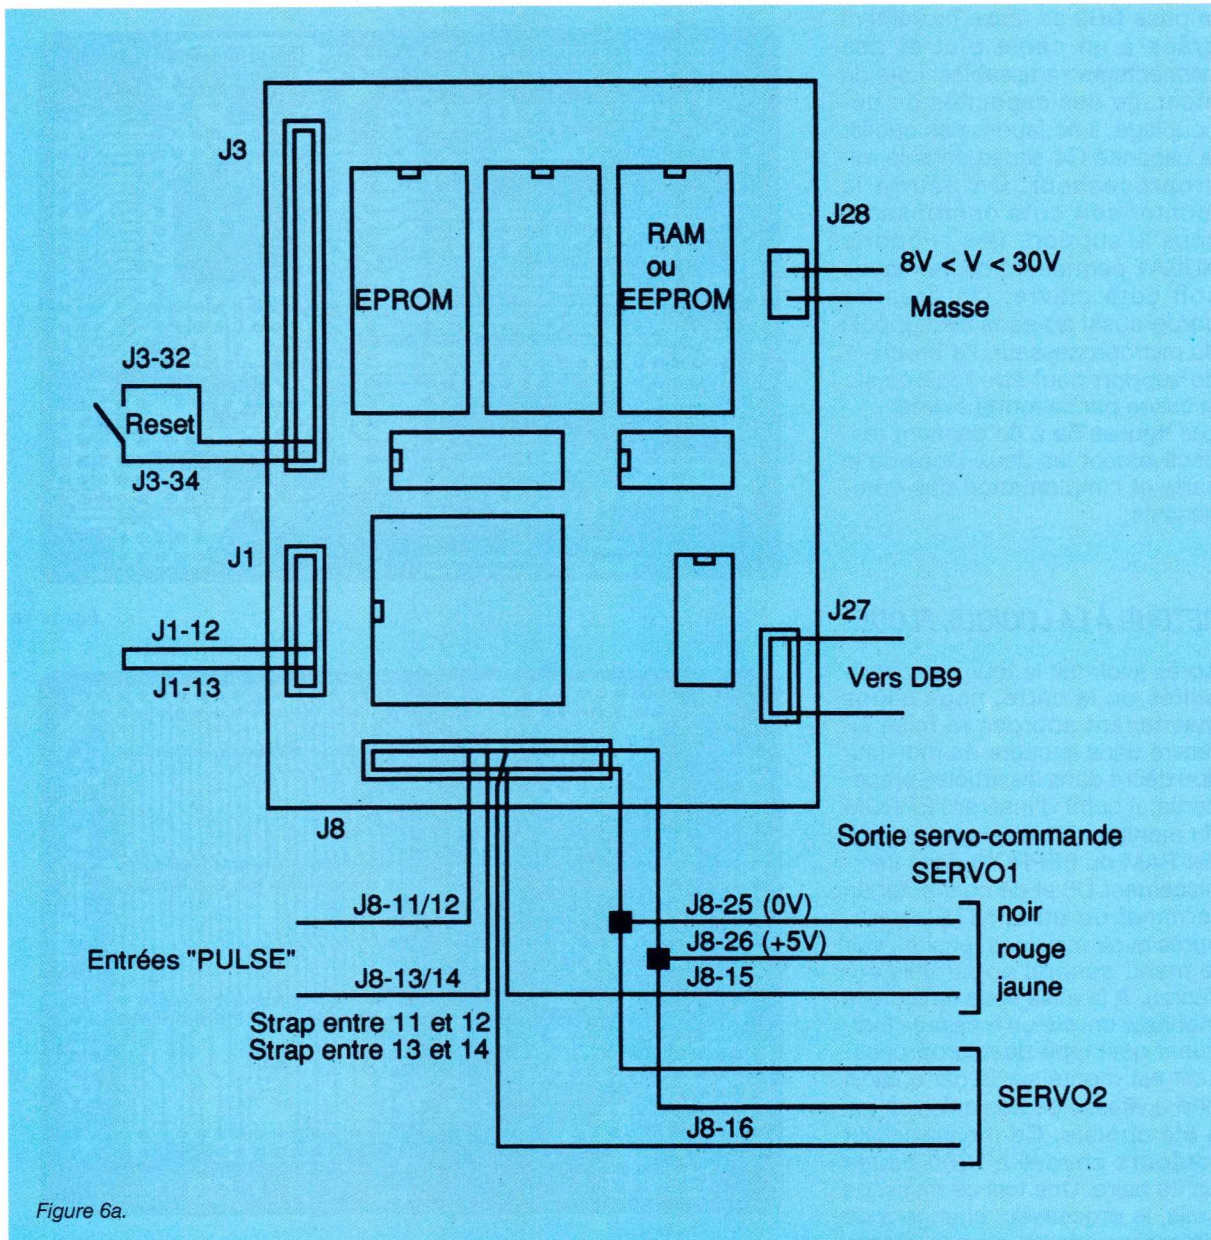 J3
J28
RAM
ou
EEPROM
EPROM
8V < V < 30V
Masse
J3-32
Reset
J3-34
J1
J1-12
J1-13
J27
Vers DB9
J8
Sortie servo-commande
SERVO1
J8-11/12
J8-25 (0V)
noir
Entrées "PULSE"
J8-26 (+5V)
rouge
J8-13/14
J8-15
jaune
Strap entre 11 et 12
Strap entre 13 et 14
SERVO2
J8-16
Figure 6a.